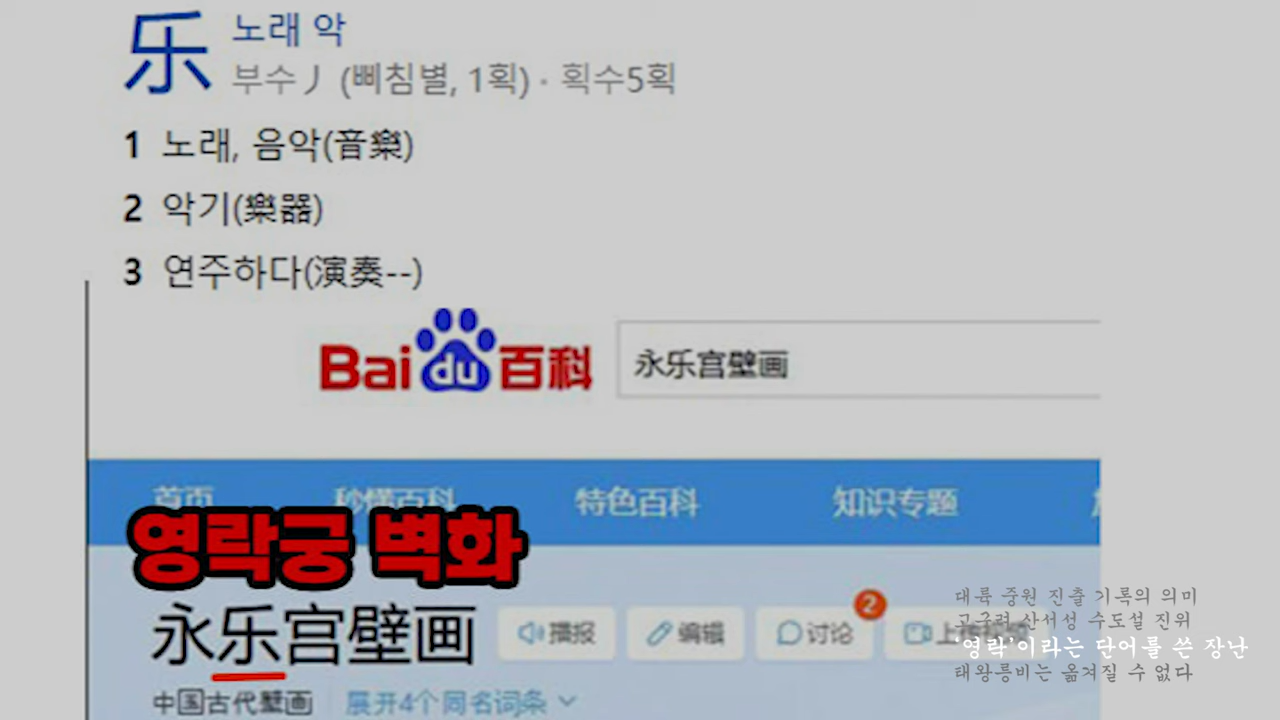 乐 노래 악
부수丿 (삐침별, 1획) · 획수5획
1 노래, 음악(音樂)
2 악기(樂器)
3 연주하다(演奏--)
Bai du 百科 永乐宫壁画
首页 秒懂百科 特色百科 知识专题
영락궁 벽화
永乐宫壁画 播报 编辑 讨论 2
中国古代壁画 展开4个同名词条
대륙 중원 진출 기록의 의미
고구려 산서성 수도설 진위
‘영락’이라는 단어를 쓴 장난
태왕릉비는 옮겨질 수 없다